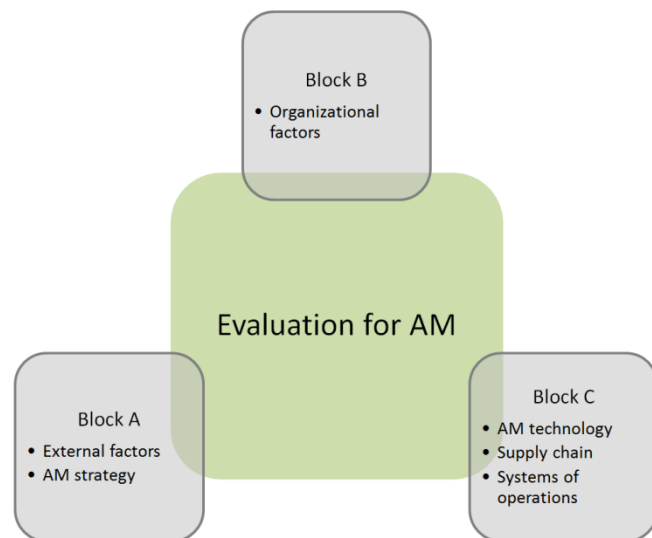 Block B
• Organizational
factors
Evaluation for AM
Block A
• External factors
• AM strategy
Block C
• AM technology
• Supply chain
• Systems of
operations